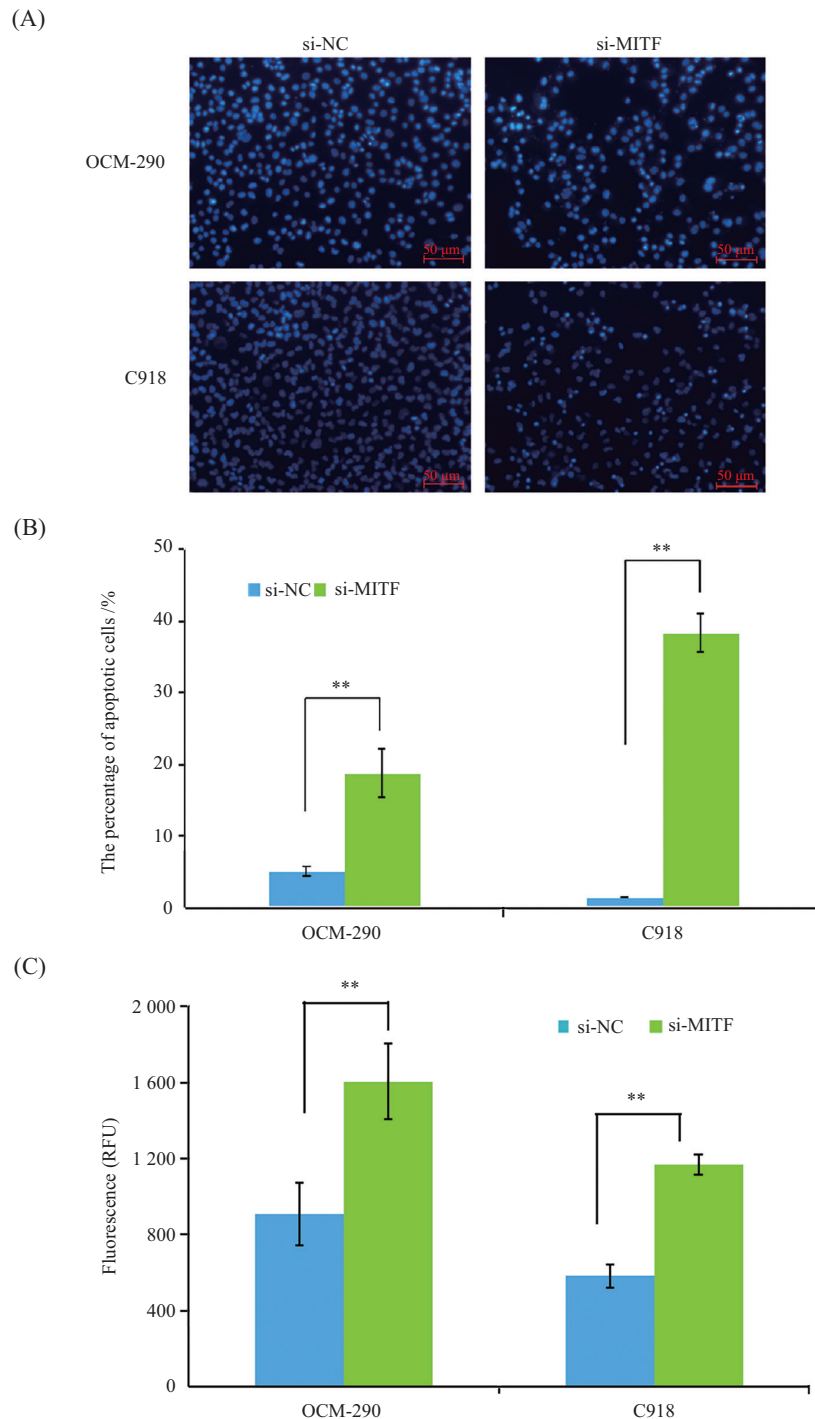 (A)
si-NC si-MITF
OCM-290
50 μm 50 μm
C918
50 μm 50 μm
(B)
The percentage of apoptotic cells /%
50
40
30
20
10
0
si-NC si-MITF
** **
OCM-290 C918
(C)
Fluorescence (RFU)
2 000
1 600
1 200
800
400
0
si-NC si-MITF
** **
OCM-290 C918